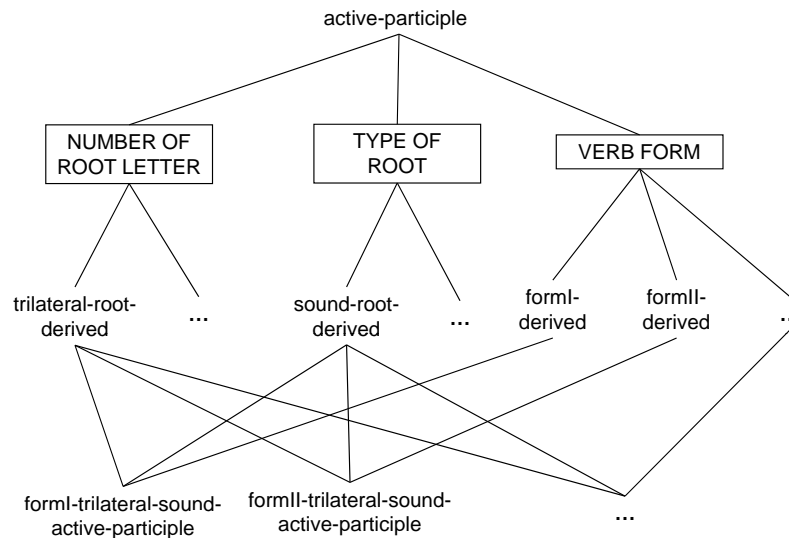 active-participle
NUMBER OF
ROOT LETTER
TYPE OF
ROOT
VERB FORM
trilateral-root-
derived
...
sound-root-
derived
...
formI-
derived
formII-
derived
...
formI-trilateral-sound-
active-participle
formII-trilateral-sound-
active-participle
...